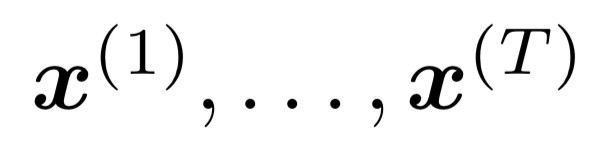 𝒙^{(1)}, . . . , 𝒙^{(T)}